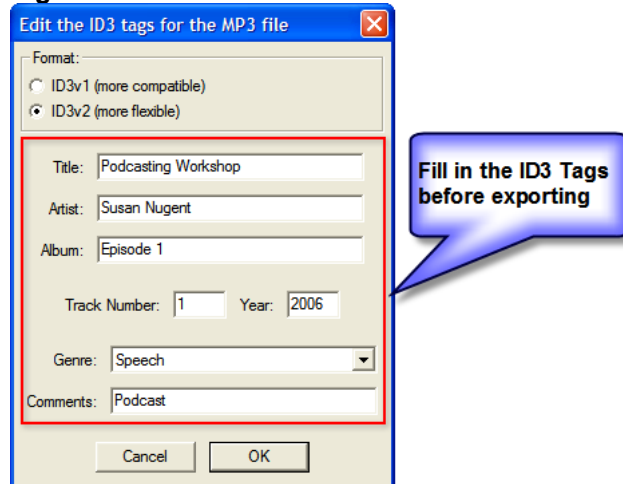 Edit the ID3 tags for the MP3 file
Format:
ID3v1 (more compatible)
ID3v2 (more flexible)
Title: Podcasting Workshop
Artist: Susan Nugent
Album: Episode 1
Track Number: 1 Year: 2006
Genre: Speech
Comments: Podcast
Cancel OK
Fill in the ID3 Tags
before exporting